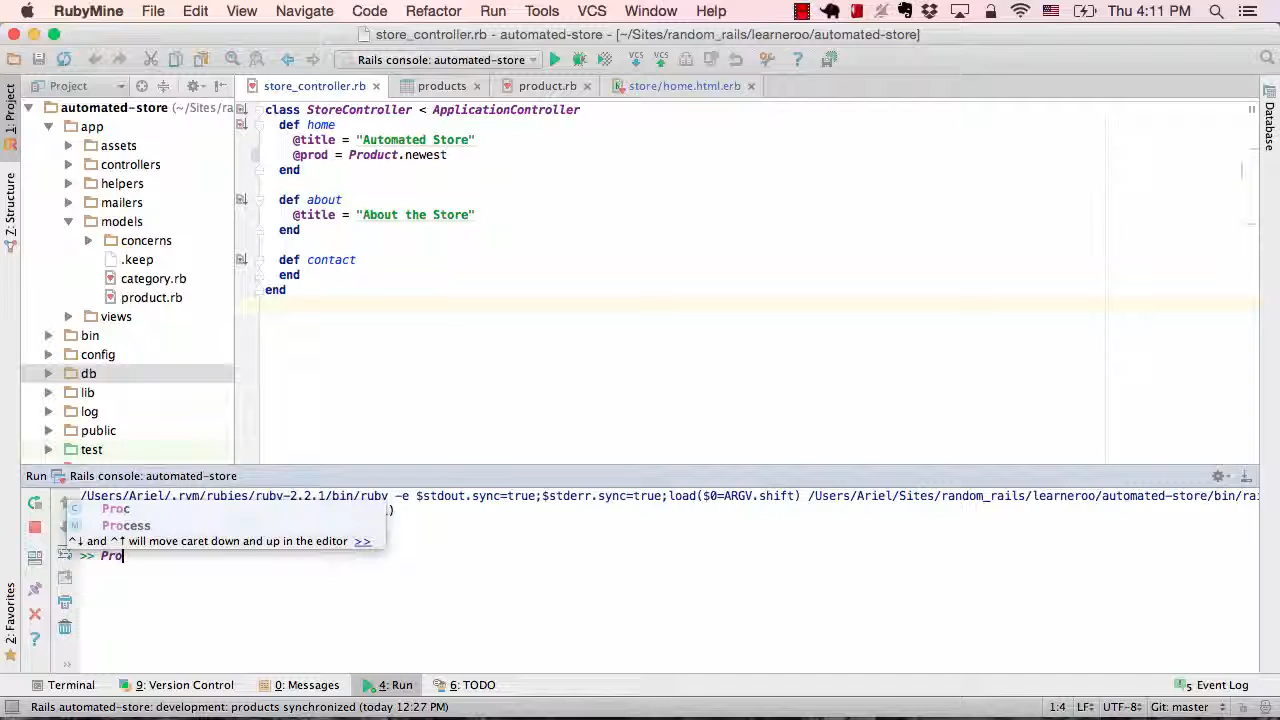 RubyMine File Edit View Navigate Code Refactor Run Tools VCS Window Help Thu 4:11 PM
store_controller.rb - automated-store - [~/Sites/random_rails/learneroo/automated-store]
Rails console: automated-store
Project
store_controller.rb products product.rb store/home.html.erb
1: Project
Z: Structure
2: Favorites
Database
automated-store (~/Sites/ra
app
assets
controllers
helpers
mailers
models
concerns
.keep
category.rb
product.rb
views
bin
config
db
lib
log
public
test
class StoreController < ApplicationController
def home
@title = "Automated Store"
@prod = Product.newest
end
def about
@title = "About the Store"
end
def contact
end
end
Run Rails console: automated-store
/Users/Ariel/.rvm/rubies/ruby-2.2.1/bin/ruby -e $stdout.sync=true;$stderr.sync=true;load($0=ARGV.shift) /Users/Ariel/Sites/random_rails/learneroo/automated-store/bin/rai
Proc
Process
^↓ and ^↑ will move caret down and up in the editor >>
>> Pro
Terminal 9: Version Control 0: Messages 4: Run 6: TODO 5 Event Log
Rails automated-store: development: products synchronized (today 12:27 PM) 1:4 LF UTF-8 Git: master